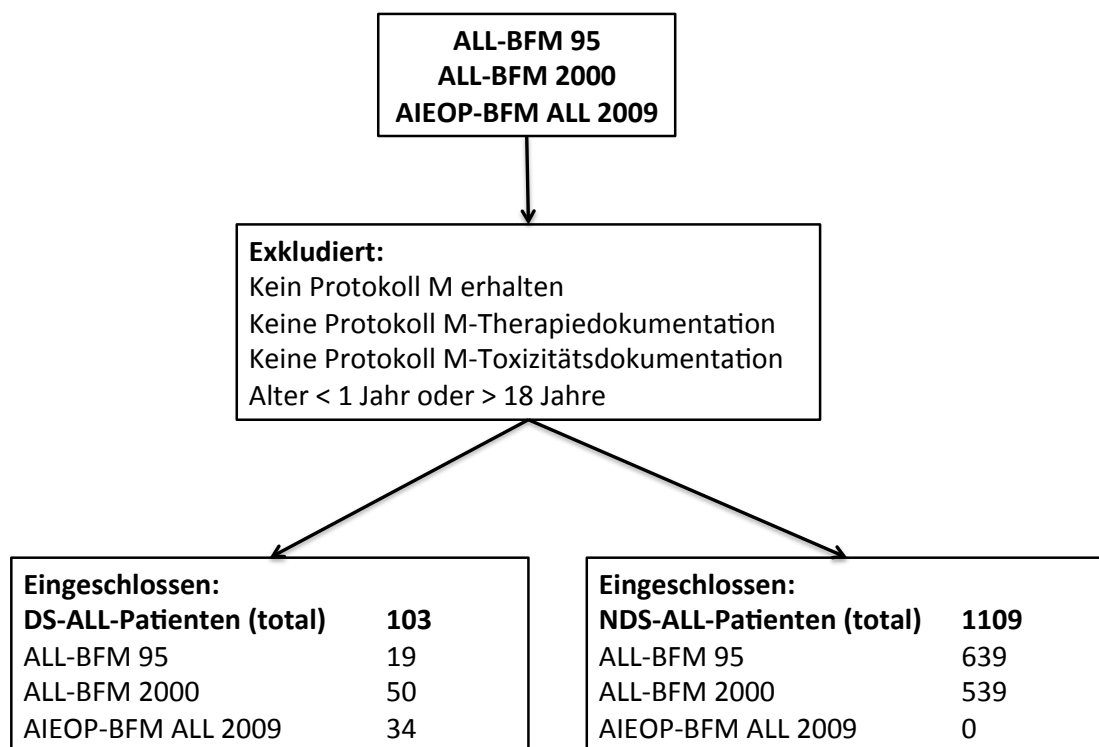 ALL-BFM 95
ALL-BFM 2000
AIEOP-BFM ALL 2009
Exkludiert:
Kein Protokoll M erhalten
Keine Protokoll M-Therapiedokumentation
Keine Protokoll M-Toxizitätsdokumentation
Alter < 1 Jahr oder > 18 Jahre
Eingeschlossen:
DS-ALL-Patienten (total) 103
ALL-BFM 95 19
ALL-BFM 2000 50
AIEOP-BFM ALL 2009 34
Eingeschlossen:
NDS-ALL-Patienten (total) 1109
ALL-BFM 95 639
ALL-BFM 2000 539
AIEOP-BFM ALL 2009 0